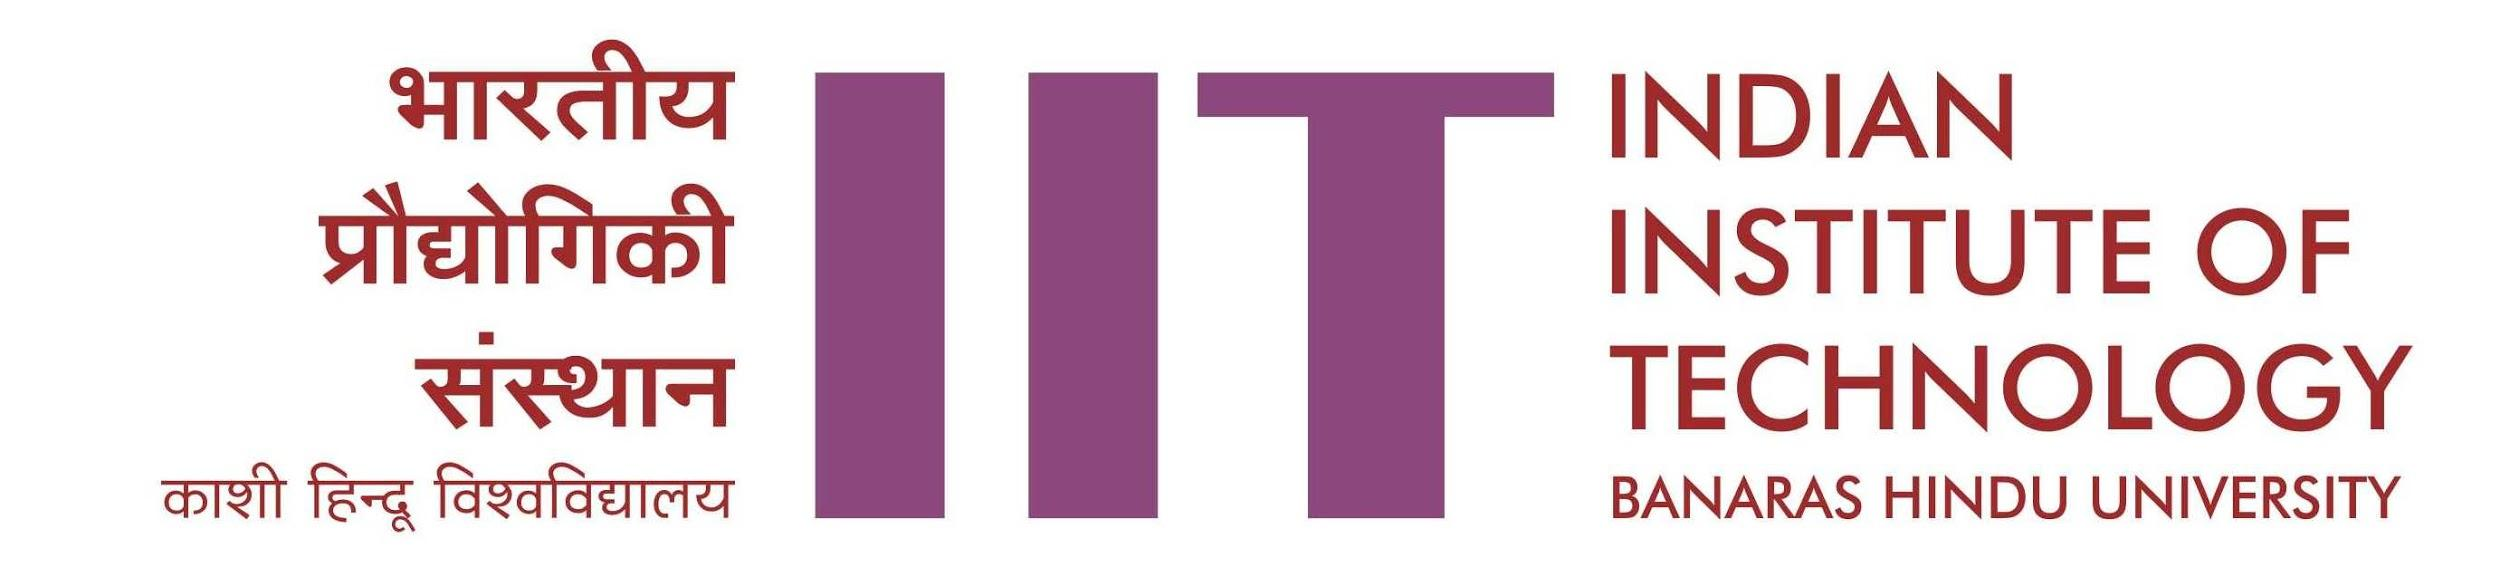 भारतीय
प्रौद्योगिकी
संस्थान
काशी हिन्दू विश्वविद्यालय
IIT
INDIAN
INSTITUTE OF
TECHNOLOGY
BANARAS HINDU UNIVERSITY